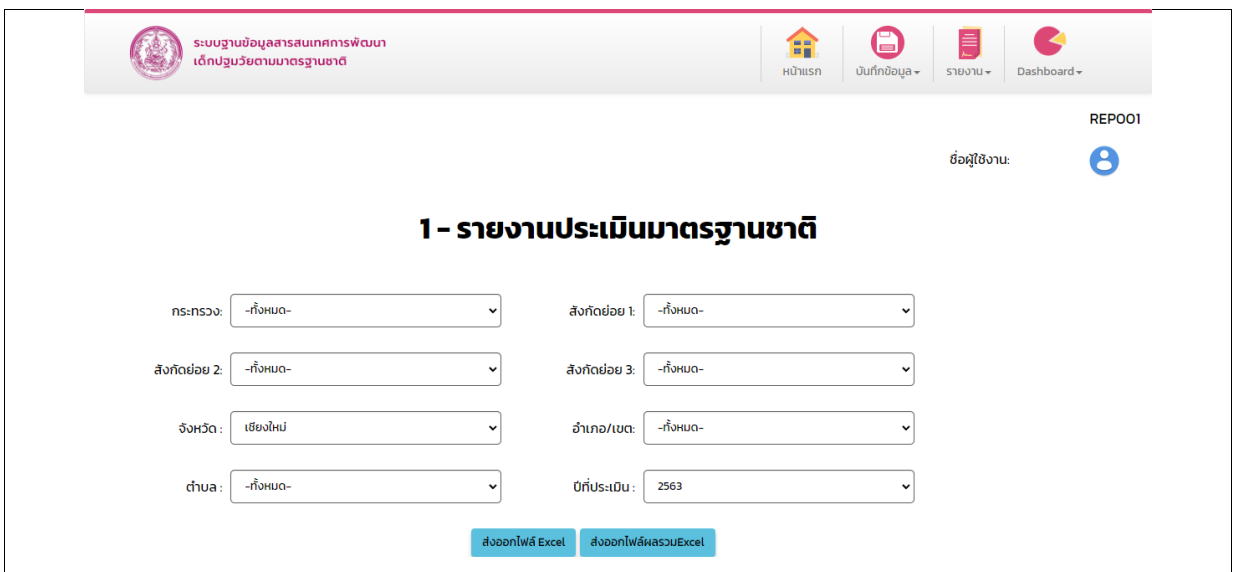 ระบบฐานข้อมูลสารสนเทศการพัฒนา
เด็กปฐมวัยตามมาตรฐานชาติ
หน้าแรก บันทึกข้อมูล รายงาน Dashboard
REP001
ชื่อผู้ใช้งาน:
1 - รายงานประเมินมาตรฐานชาติ
กระทรวง: -ทั้งหมด- สังกัดย่อย 1: -ทั้งหมด-
สังกัดย่อย 2: -ทั้งหมด- สังกัดย่อย 3: -ทั้งหมด-
จังหวัด : เชียงใหม่ อำเภอ/เขต: -ทั้งหมด-
ตำบล : -ทั้งหมด- ปีที่ประเมิน : 2563
ส่งออกไฟล์ Excel ส่งออกไฟล์ผลรวมExcel